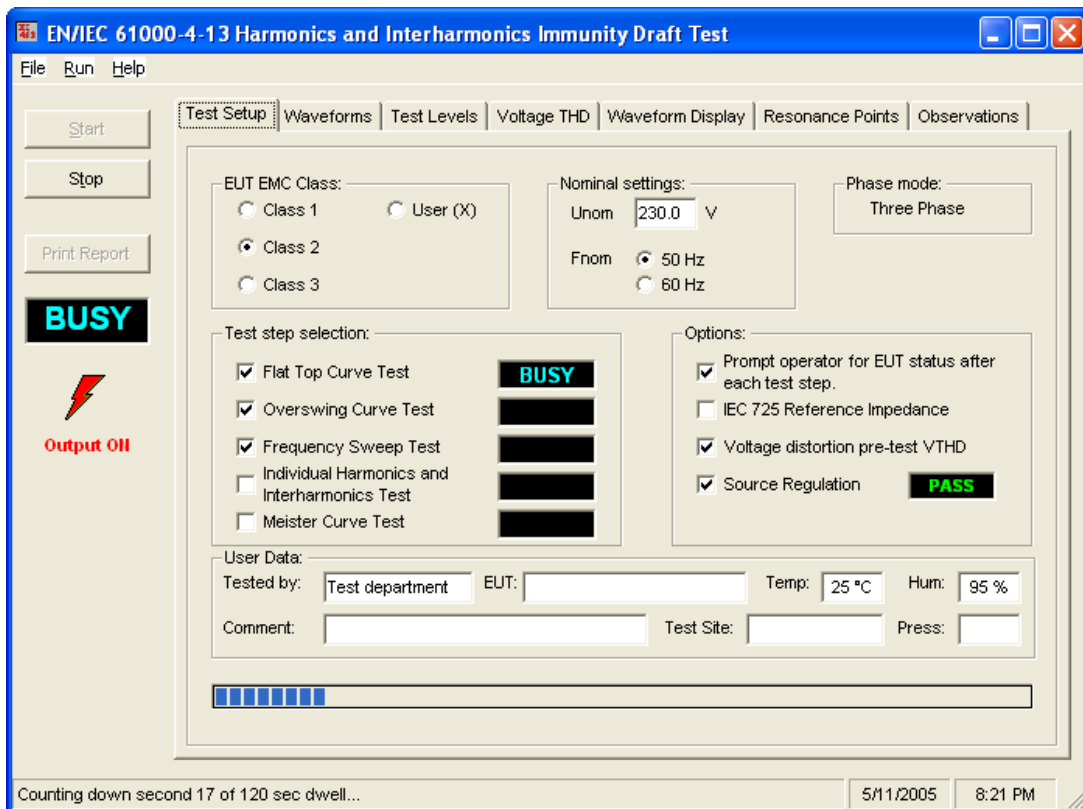 EN/IEC 61000-4-13 Harmonics and Interharmonics Immunity Draft Test
File Run Help
Start
Stop
Print Report
BUSY
Output ON
Test Setup Waveforms Test Levels Voltage THD Waveform Display Resonance Points Observations
EUT EMC Class:
Class 1 User (X)
Class 2
Class 3
Nominal settings:
Unom 230.0 V
Fnom 50 Hz
60 Hz
Phase mode:
Three Phase
Test step selection:
Flat Top Curve Test BUSY
Overswing Curve Test
Frequency Sweep Test
Individual Harmonics and
Interharmonics Test
Meister Curve Test
Options:
Prompt operator for EUT status after
each test step.
IEC 725 Reference Impedance
Voltage distortion pre-test VTHD
Source Regulation PASS
User Data:
Tested by: Test department EUT: Temp: 25 °C Hum: 95 %
Comment: Test Site: Press:
Counting down second 17 of 120 sec dwell... 5/11/2005 8:21 PM